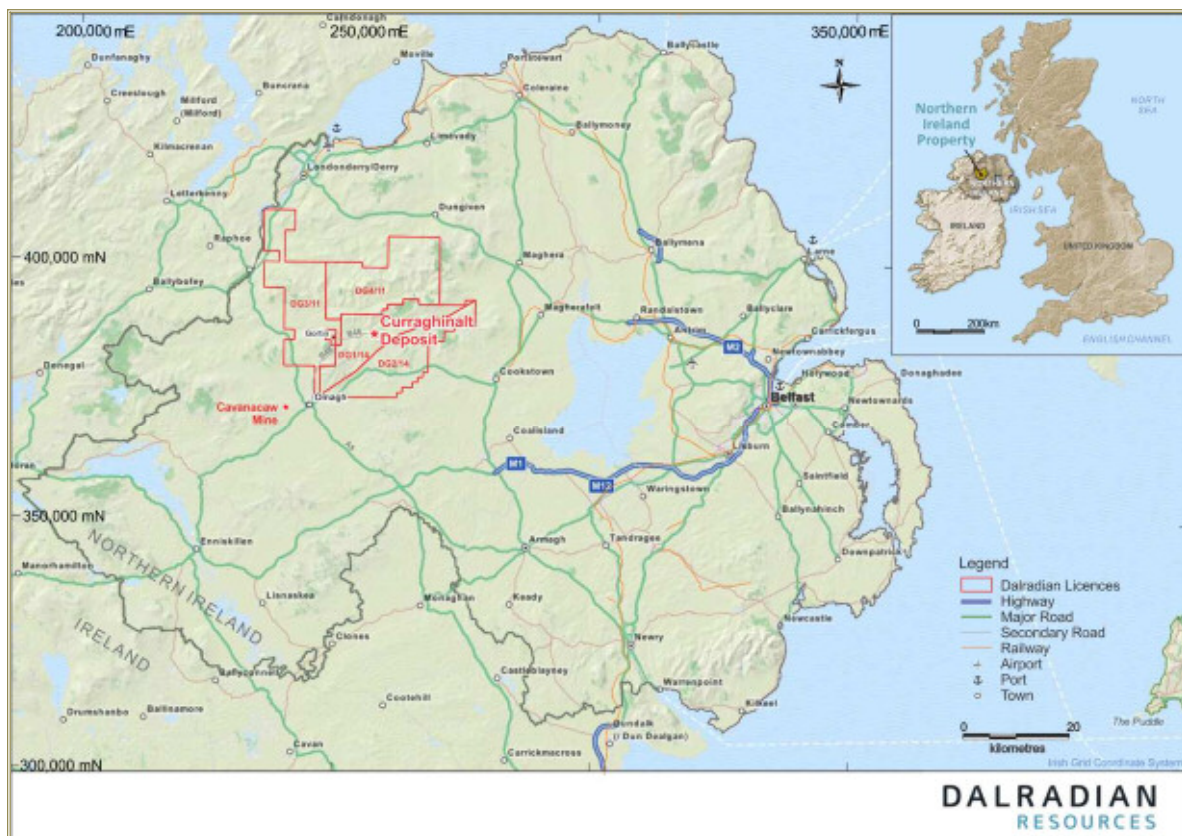 200,000 mE
250,000 mE
350,000 mE
400,000 mN
350,000 mN
300,000 mN
Moville
Portstewart
Ballycastle
Dunfanaghy
Creeslough
Buncrana
Milford
(Milford)
Coleraine
Kilmacrenan
Limavady
Ballymoney
Londonderry/Derry
Letterkenny
Dungiven
Raphoe
Ballymena
Larne
Maghera
Ballybofey
DG3/11
DG4/11
Magherafelt
Randalstown
Ballyclare
Gortin
Curraghinalt
Deposit
Antrim
Carrickfergus
DG1/14
DG2/14
M2
Newtownabbey
Donegal
Cookstown
Holywood
Donaghadee
Omagh
Belfast
Newtownards
Cavanacaw
Mine
Comber
Coalisland
A5
Lisburn
M1
M12
Saintfield
Waringstown
Ballynahinch
Enniskillen
Armagh
Tandragee
Downpatrick
Manorhamilton
NORTHERN IRELAND
IRELAND
Lisnaskea
Monaghan
Keady
Newcastle
Clones
Newry
Ballyconnell
Castleblayney
Warrenpoint
Cootehill
Kilkeel
Drumshanbo
Ballinamore
Dundalk
(Dun Dealgan)
Cavan
Carrickmacross
N
Northern
Ireland
Property
NORTH
SEA
NORTHERN
IRELAND
IRISH SEA
IRELAND
UNITED KINGDOM
0 200km
ENGLISH CHANNEL
Legend
Dalradian Licences
Highway
Major Road
Secondary Road
Railway
Airport
Port
Town
0 20
kilometres
The Puddle
Irish Grid Coordinate System
DALRADIAN
RESOURCES